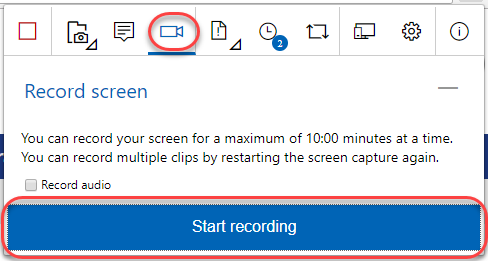 2
Record screen
You can record your screen for a maximum of 10:00 minutes at a time.
You can record multiple clips by restarting the screen capture again.
Record audio
Start recording